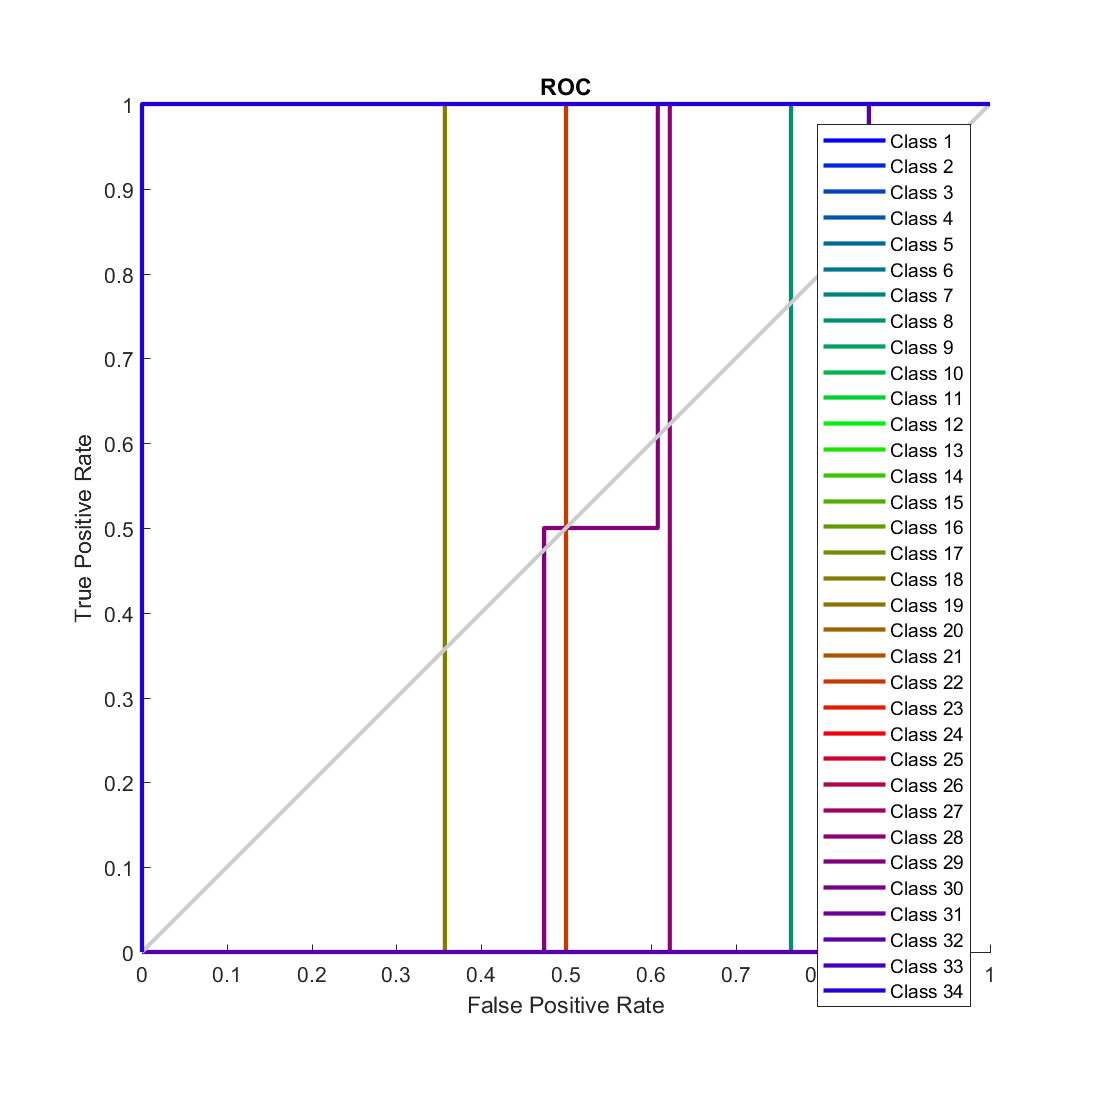 ROC
1
0.9
0.8
0.7
0.6
0.5
0.4
0.3
0.2
0.1
0
True Positive Rate
0 0.1 0.2 0.3 0.4 0.5 0.6 0.7 1
False Positive Rate
Class 1
Class 2
Class 3
Class 4
Class 5
Class 6
Class 7
Class 8
Class 9
Class 10
Class 11
Class 12
Class 13
Class 14
Class 15
Class 16
Class 17
Class 18
Class 19
Class 20
Class 21
Class 22
Class 23
Class 24
Class 25
Class 26
Class 27
Class 28
Class 29
Class 30
Class 31
Class 32
Class 33
Class 34